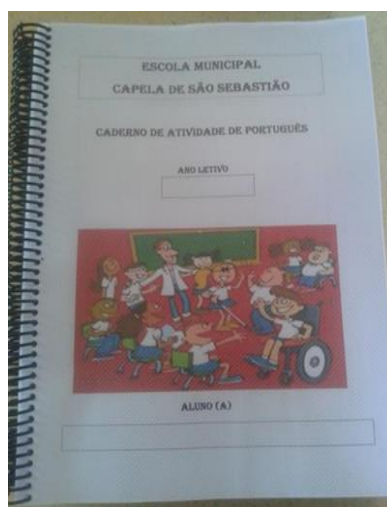 ESCOLA MUNICIPAL
CAPELA DE SÃO SEBASTIÃO
CADERNO DE ATIVIDADE DE PORTUGUÊS
ANO LETIVO
ALUNO (A)